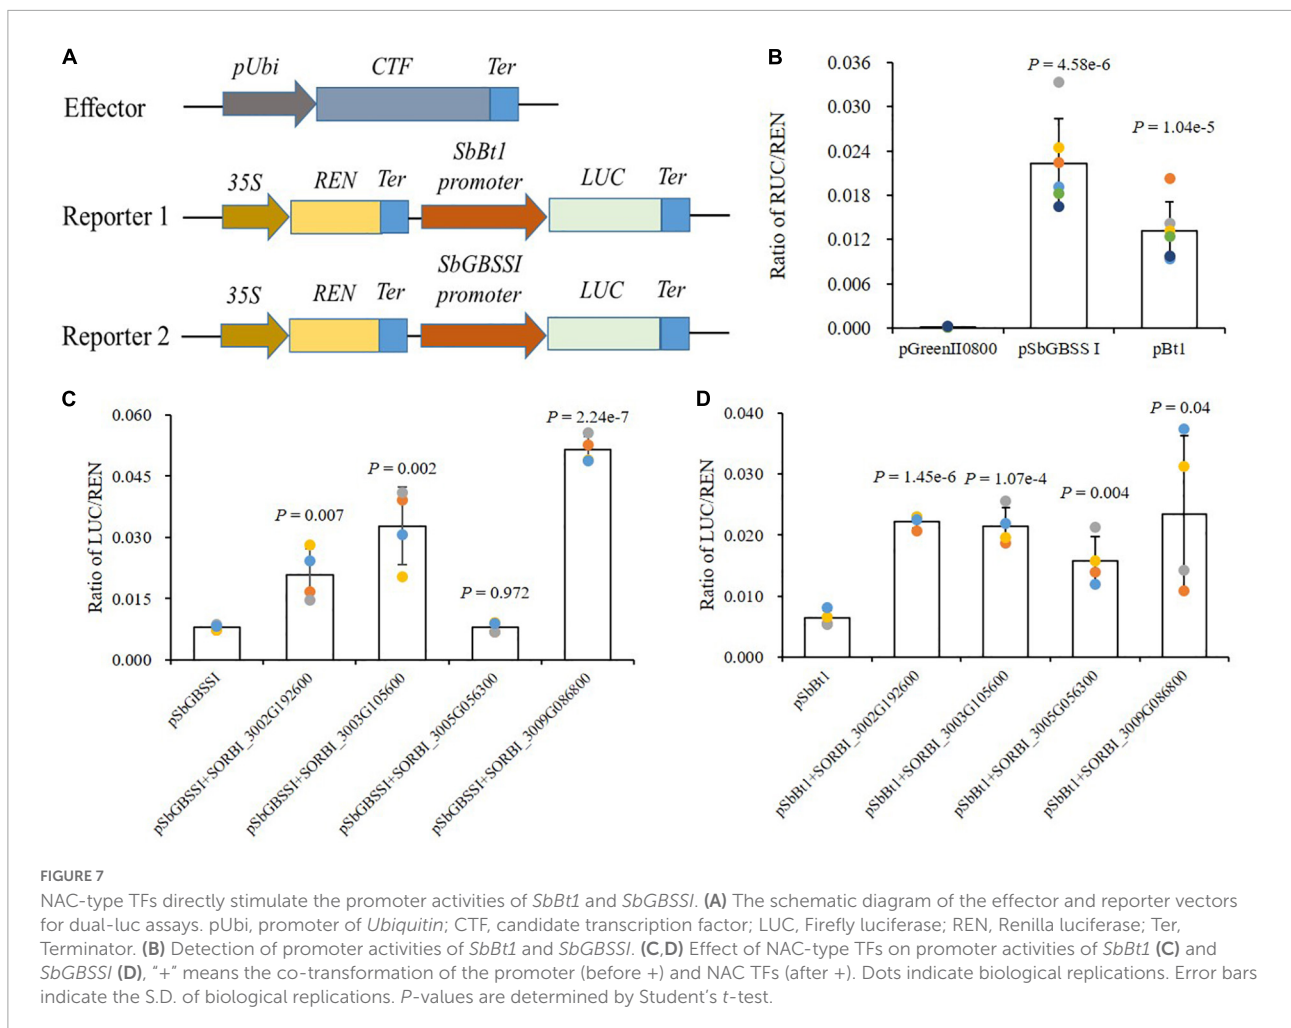 A
pUbi CTF Ter
Effector
35S REN Ter SbBt1 promoter LUC Ter
Reporter 1
35S REN Ter SbGBSSI promoter LUC Ter
Reporter 2
B
Ratio of RUC/REN
0.036
0.030
0.024
0.018
0.012
0.006
0.000
P = 4.58e-6
P = 1.04e-5
pGreenII0800 pSbGBSS I pBt1
C
Ratio of LUC/REN
0.060
0.045
0.030
0.015
0.000
P = 0.007
P = 0.002
P = 0.972
P = 2.24e-7
pSbGBSSI
pSbGBSSI+SORBI_3002G192600
pSbGBSSI+SORBI_3003G105600
pSbGBSSI+SORBI_3005G056300
pSbGBSSI+SORBI_3009G086800
D
Ratio of LUC/REN
0.040
0.030
0.020
0.010
0.000
P = 1.45e-6
P = 1.07e-4
P = 0.004
P = 0.04
pSbBt1
pSbBt1+SORBI_3002G192600
pSbBt1+SORBI_3003G105600
pSbBt1+SORBI_3005G056300
pSbBt1+SORBI_3009G086800
FIGURE 7
NAC-type TFs directly stimulate the promoter activities of SbBt1 and SbGBSSI. (A) The schematic diagram of the effector and reporter vectors
for dual-luc assays. pUbi, promoter of Ubiquitin; CTF, candidate transcription factor; LUC, Firefly luciferase; REN, Renilla luciferase; Ter,
Terminator. (B) Detection of promoter activities of SbBt1 and SbGBSSI. (C,D) Effect of NAC-type TFs on promoter activities of SbBt1 (C) and
SbGBSSI (D), "+" means the co-transformation of the promoter (before +) and NAC TFs (after +). Dots indicate biological replications. Error bars
indicate the S.D. of biological replications. P-values are determined by Student's t-test.